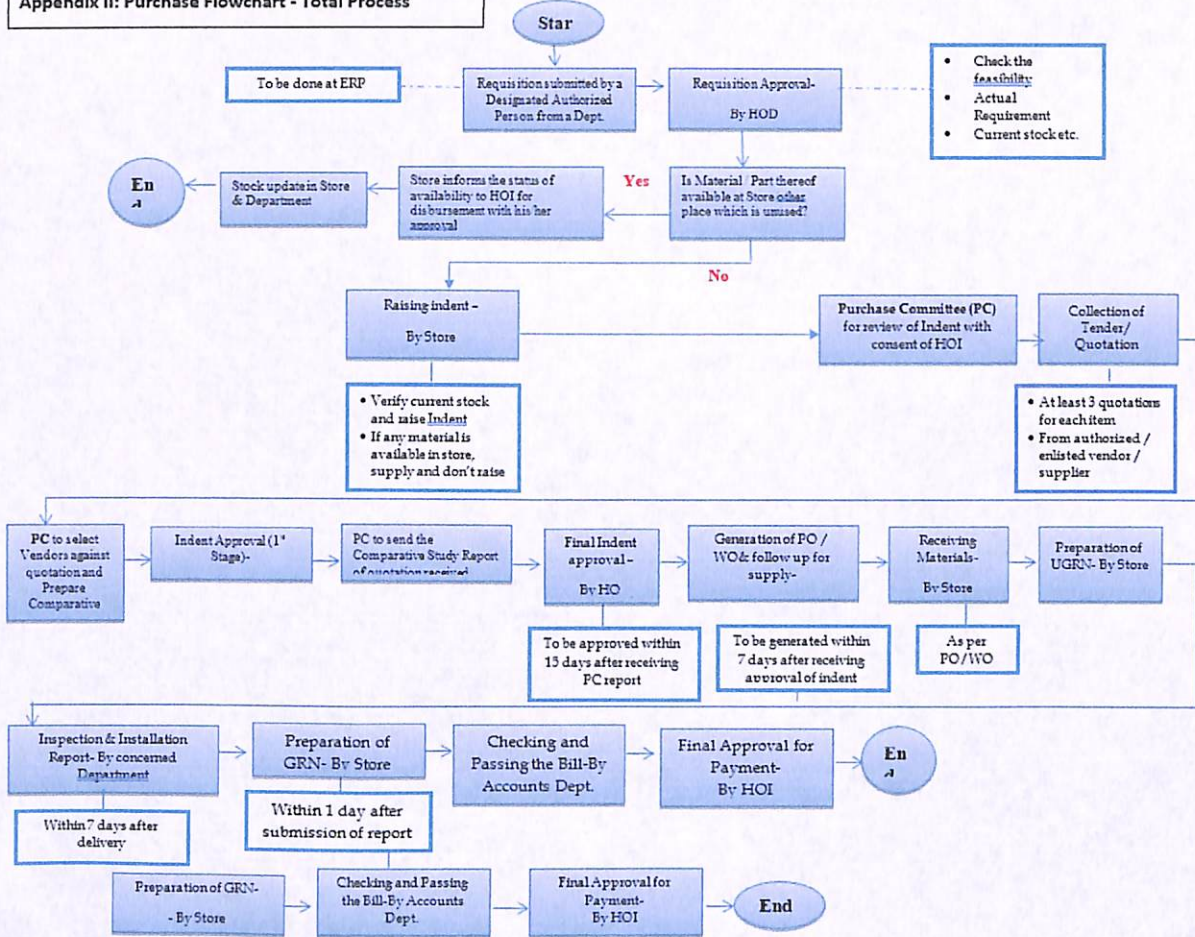 Appendix II: Purchase Flowchart - Total Process
Star
To be done at ERP
Requisition submitted by a
Designated Authorized
Person from a Dept.
Requisition Approval-
By HOD
• Check the
feasibility
• Actual
Requirement
• Current stock etc.
En
Stock update in Store
& Department
Store informs the status of
availability to HOI for
disbursement with his/her
approval
Yes
Is Material / Part thereof
available at Store other
place which is unused?
No
Raising indent –
By Store
Purchase Committee (PC)
for review of Indent with
consent of HOI
Collection of
Tender/
Quotation
• Verify current stock
and raise Indent
• If any material is
available in store,
supply and don't raise
• At least 3 quotations
for each item
• From authorized /
enlisted vendor /
supplier
PC to select
Vendors against
quotation and
Prepare
Comparative
Indent Approval (1st
Stage)-
PC to send the
Comparative Study Report
of quotation received
Final Indent
approval –
By HO
Generation of PO /
WO& follow up for
supply-
Receiving
Materials-
By Store
Preparation of
UGRN- By Store
To be approved within
15 days after receiving
PC report
To be generated within
7 days after receiving
approval of indent
As per
PO/WO
Inspection & Installation
Report- By concerned
Department
Preparation of
GRN- By Store
Checking and
Passing the Bill-By
Accounts Dept.
Final Approval for
Payment-
By HOI
En
Within 7 days after
delivery
Within 1 day after
submission of report
Preparation of GRN-
- By Store
Checking and Passing
the Bill-By Accounts
Dept.
Final Approval for
Payment-
By HOI
End